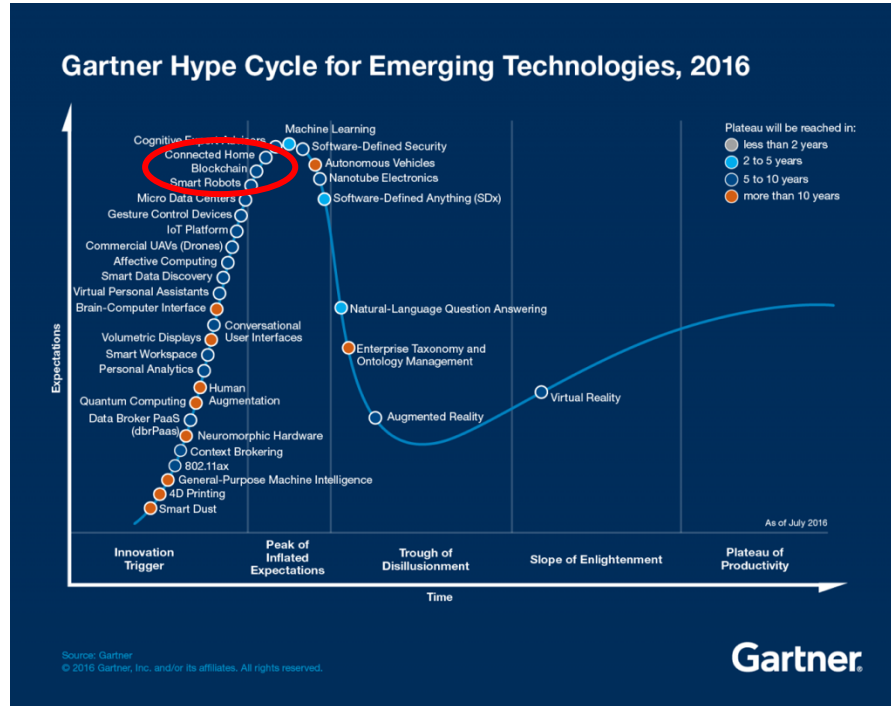 Gartner Hype Cycle for Emerging Technologies, 2016
Plateau will be reached in:
less than 2 years
2 to 5 years
5 to 10 years
more than 10 years
Expectations
Machine Learning
Cognitive Expert Advisors
Software-Defined Security
Connected Home
Autonomous Vehicles
Blockchain
Nanotube Electronics
Smart Robots
Micro Data Centers
Software-Defined Anything (SDx)
Gesture Control Devices
IoT Platform
Commercial UAVs (Drones)
Affective Computing
Smart Data Discovery
Virtual Personal Assistants
Brain-Computer Interface
Natural-Language Question Answering
Conversational
User Interfaces
Volumetric Displays
Smart Workspace
Enterprise Taxonomy and
Ontology Management
Personal Analytics
Human
Augmentation
Quantum Computing
Virtual Reality
Data Broker PaaS
(dbrPaas)
Augmented Reality
Neuromorphic Hardware
Context Brokering
802.11ax
General-Purpose Machine Intelligence
4D Printing
Smart Dust
As of July 2016
Innovation
Trigger
Peak of
Inflated
Expectations
Trough of
Disillusionment
Slope of Enlightenment
Plateau of
Productivity
Time
Source: Gartner
© 2016 Gartner, Inc. and/or its affiliates. All rights reserved.
Gartner.